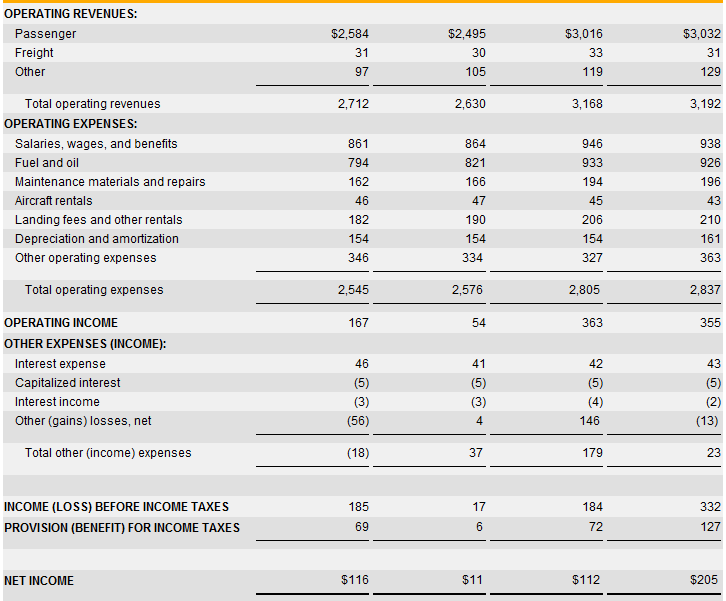 OPERATING REVENUES:
Passenger $2,584 $2,495 $3,016 $3,032
Freight 31 30 33 31
Other 97 105 119 129
Total operating revenues 2,712 2,630 3,168 3,192
OPERATING EXPENSES:
Salaries, wages, and benefits 861 864 946 938
Fuel and oil 794 821 933 926
Maintenance materials and repairs 162 166 194 196
Aircraft rentals 46 47 45 43
Landing fees and other rentals 182 190 206 210
Depreciation and amortization 154 154 154 161
Other operating expenses 346 334 327 363
Total operating expenses 2,545 2,576 2,805 2,837
OPERATING INCOME 167 54 363 355
OTHER EXPENSES (INCOME):
Interest expense 46 41 42 43
Capitalized interest (5) (5) (5) (5)
Interest income (3) (3) (4) (2)
Other (gains) losses, net (56) 4 146 (13)
Total other (income) expenses (18) 37 179 23
INCOME (LOSS) BEFORE INCOME TAXES 185 17 184 332
PROVISION (BENEFIT) FOR INCOME TAXES 69 6 72 127
NET INCOME $116 $11 $112 $205